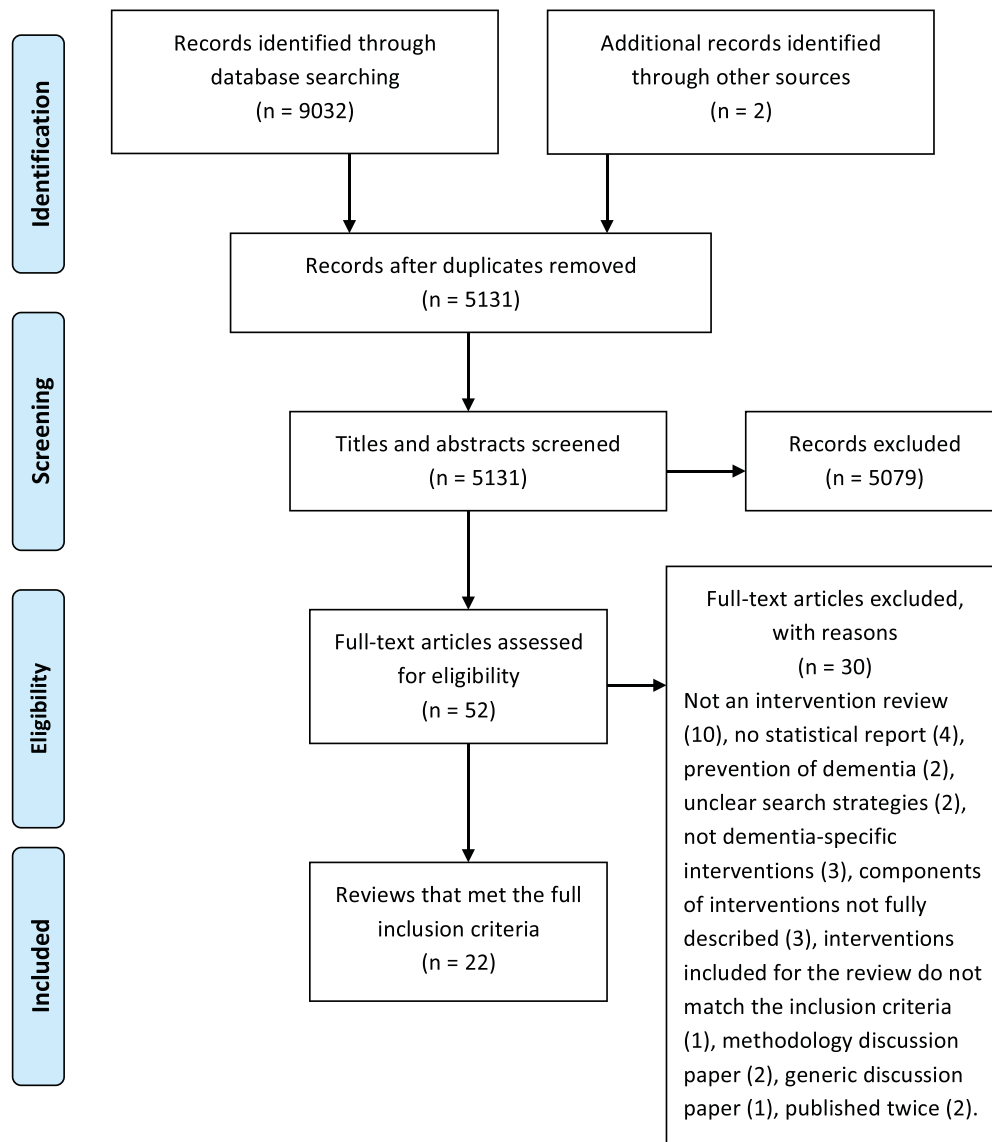 Identification
Records identified through
database searching
(n = 9032)
Additional records identified
through other sources
(n = 2)
Records after duplicates removed
(n = 5131)
Screening
Titles and abstracts screened
(n = 5131)
Records excluded
(n = 5079)
Eligibility
Full-text articles assessed
for eligibility
(n = 52)
Full-text articles excluded,
with reasons
(n = 30)
Not an intervention review
(10), no statistical report (4),
prevention of dementia (2),
unclear search strategies (2),
not dementia-specific
interventions (3), components
of interventions not fully
described (3), interventions
included for the review do not
match the inclusion criteria
(1), methodology discussion
paper (2), generic discussion
paper (1), published twice (2).
Included
Reviews that met the full
inclusion criteria
(n = 22)